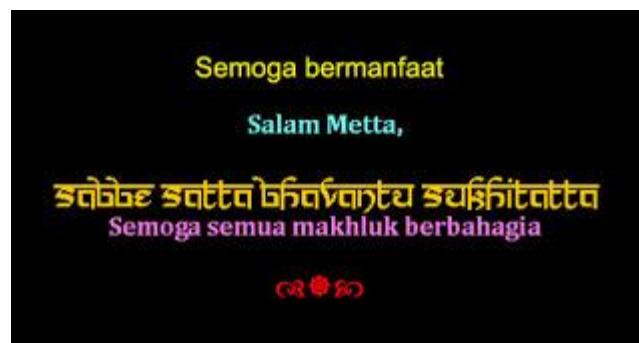 Semoga bermanfaat
Salam Metta,
sabbe satta bhavantu sukhitatta
Semoga semua makhluk berbahagia